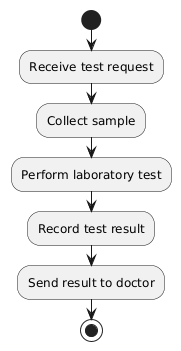 Receive test request
Collect sample
Perform laboratory test
Record test result
Send result to doctor